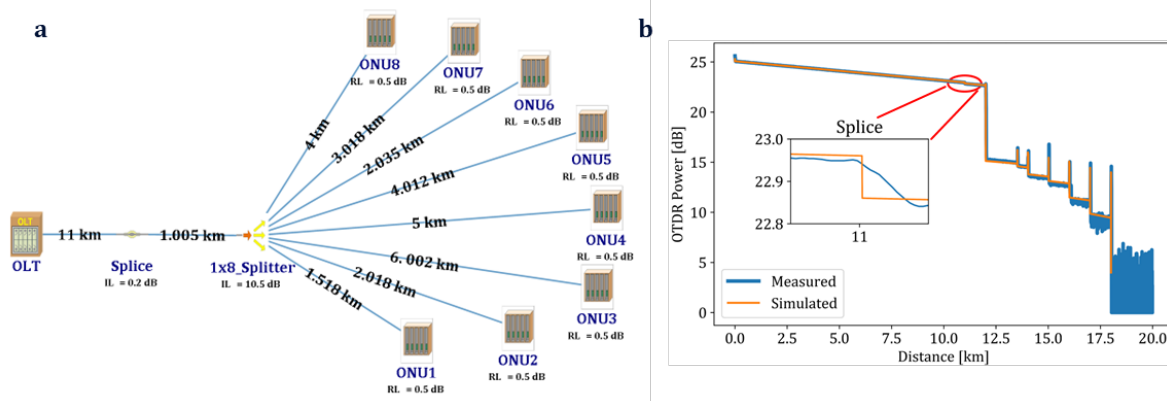 a
ONU8
RL = 0.5 dB
ONU7
RL = 0.5 dB
ONU6
RL = 0.5 dB
ONU5
RL = 0.5 dB
ONU4
RL = 0.5 dB
ONU3
RL = 0.5 dB
ONU2
RL = 0.5 dB
ONU1
RL = 0.5 dB
4 km
3.018 km
2.035 km
4.012 km
5 km
6.002 km
2.018 km
1.518 km
OLT
11 km
1.005 km
OLT
Splice
IL = 0.2 dB
1x8_Splitter
IL = 10.5 dB
b
OTDR Power [dB]
25
20
15
10
5
0
Splice
23.0
22.9
22.8
11
Measured
Simulated
0.0 2.5 5.0 7.5 10.0 12.5 15.0 17.5 20.0
Distance [km]